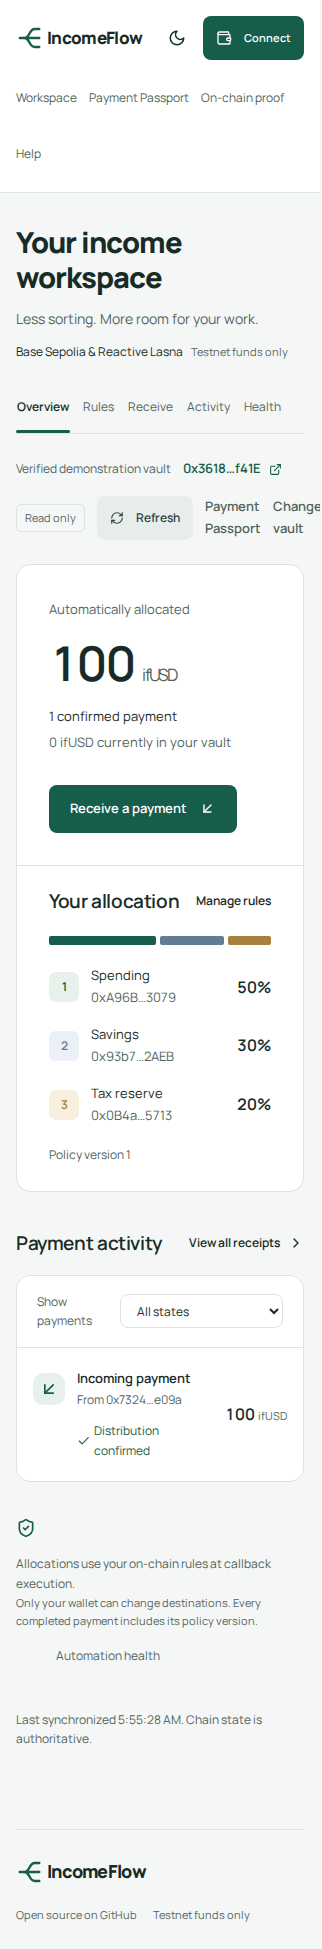 IncomeFlow
Connect
Workspace Payment Passport On-chain proof
Help
Your income
workspace
Less sorting. More room for your work.
Base Sepolia & Reactive Lasna Testnet funds only
Overview Rules Receive Activity Health
Verified demonstration vault 0x3618...f41E
Read only Refresh
Payment
Passport
Change
vault
Automatically allocated
100 ifUSD
1 confirmed payment
0 ifUSD currently in your vault
Receive a payment
Your allocation Manage rules
1 Spending 50%
0xA96B...3079
2 Savings 30%
0x93b7...2AEB
3 Tax reserve 20%
0x0B4a...5713
Policy version 1
Payment activity View all receipts
Show
payments
All states
Incoming payment
From 0x7324...e09a
100 ifUSD
Distribution
confirmed
Allocations use your on-chain rules at callback
execution.
Only your wallet can change destinations. Every
completed payment includes its policy version.
Automation health
Last synchronized 5:55:28 AM. Chain state is
authoritative.
IncomeFlow
Open source on GitHub Testnet funds only